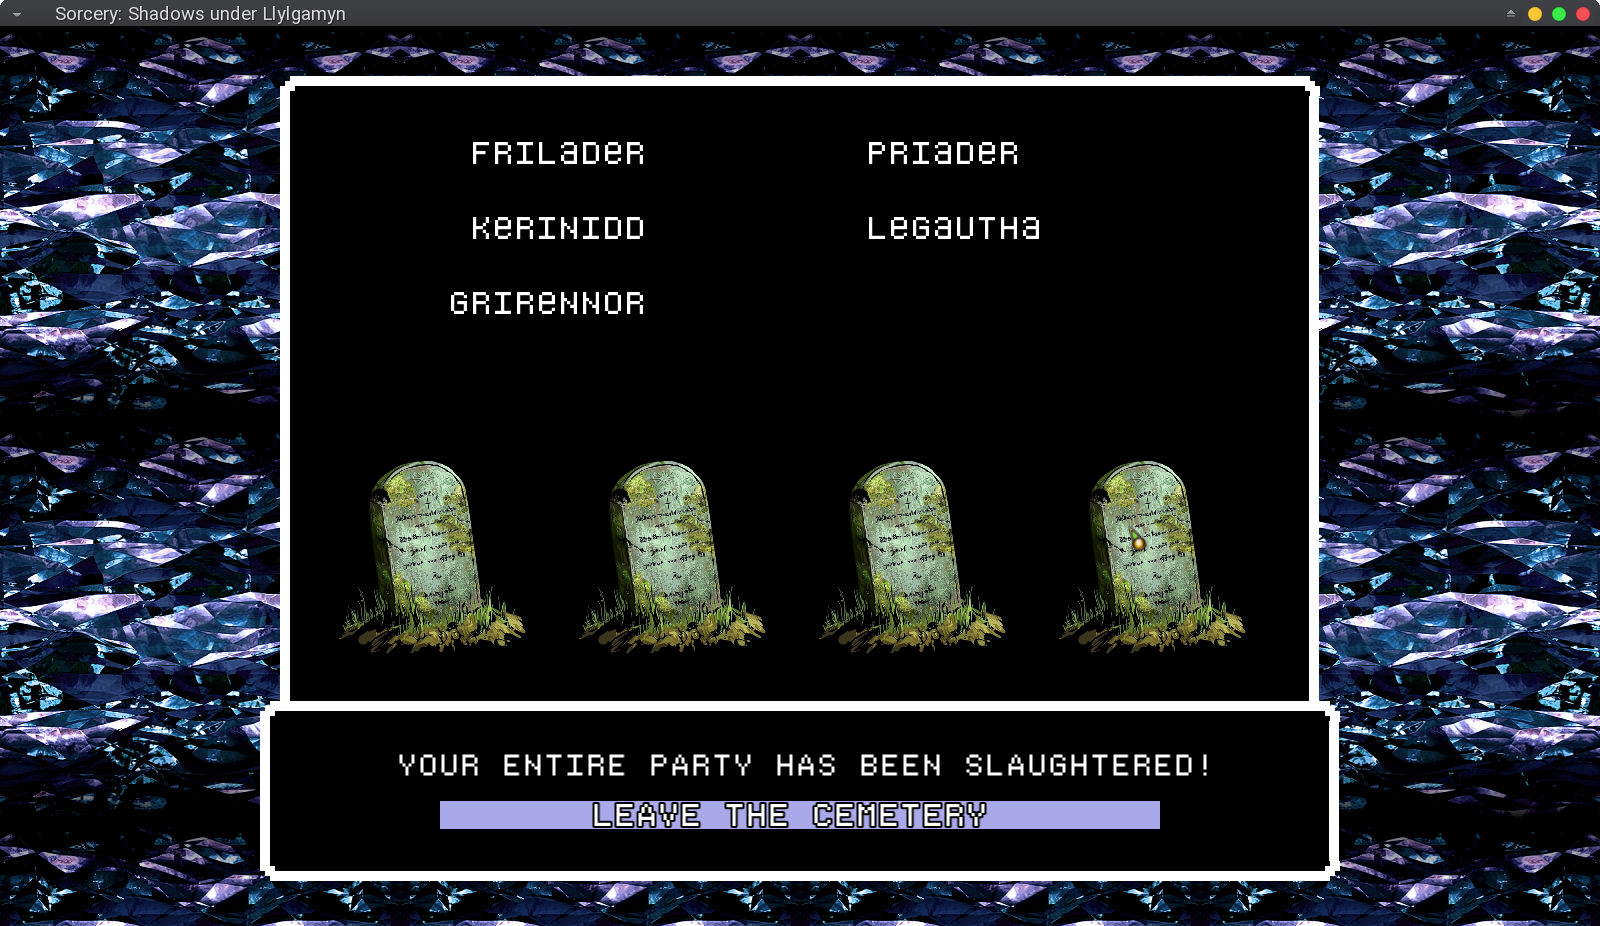 Sorcery: Shadows under Llylgamyn
FRILaDeR PRIaDeR
KeRINIDD LeGaUTHa
GRIReNNOR
YOUR ENTIRE PARTY HAS BEEN SLAUGHTERED!
LEAVE THE CEMETERY